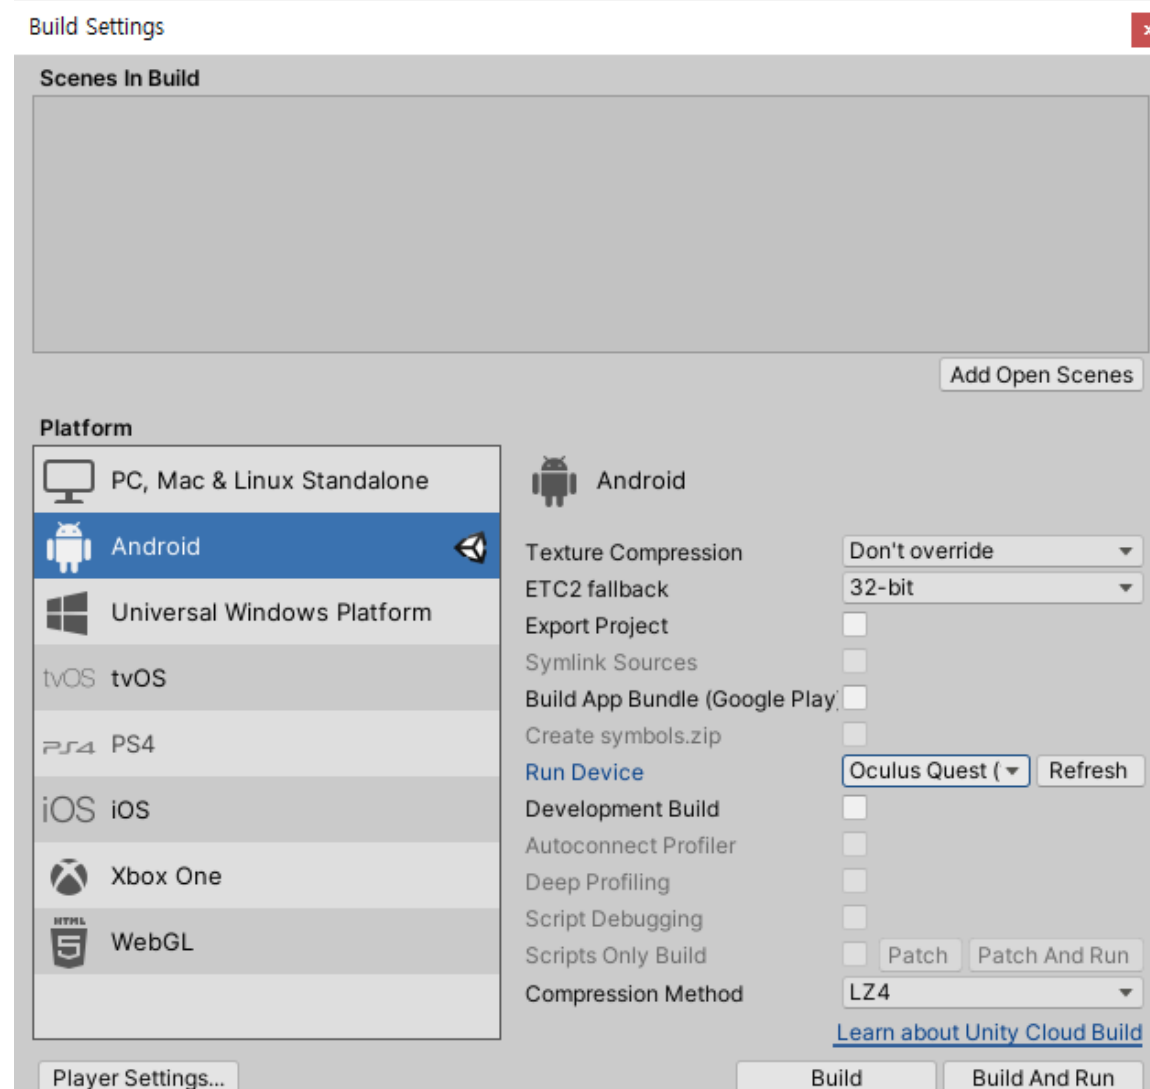 Build Settings
Scenes In Build
Add Open Scenes
Platform
PC, Mac & Linux Standalone
Android
Universal Windows Platform
tvOS tvOS
PS4 PS4
iOS iOS
Xbox One
HTML 5 WebGL
Android
Texture Compression Don't override
ETC2 fallback 32-bit
Export Project
Symlink Sources
Build App Bundle (Google Play)
Create symbols.zip
Run Device Oculus Quest ( Refresh
Development Build
Autoconnect Profiler
Deep Profiling
Script Debugging
Scripts Only Build Patch Patch And Run
Compression Method LZ4
Learn about Unity Cloud Build
Player Settings... Build Build And Run